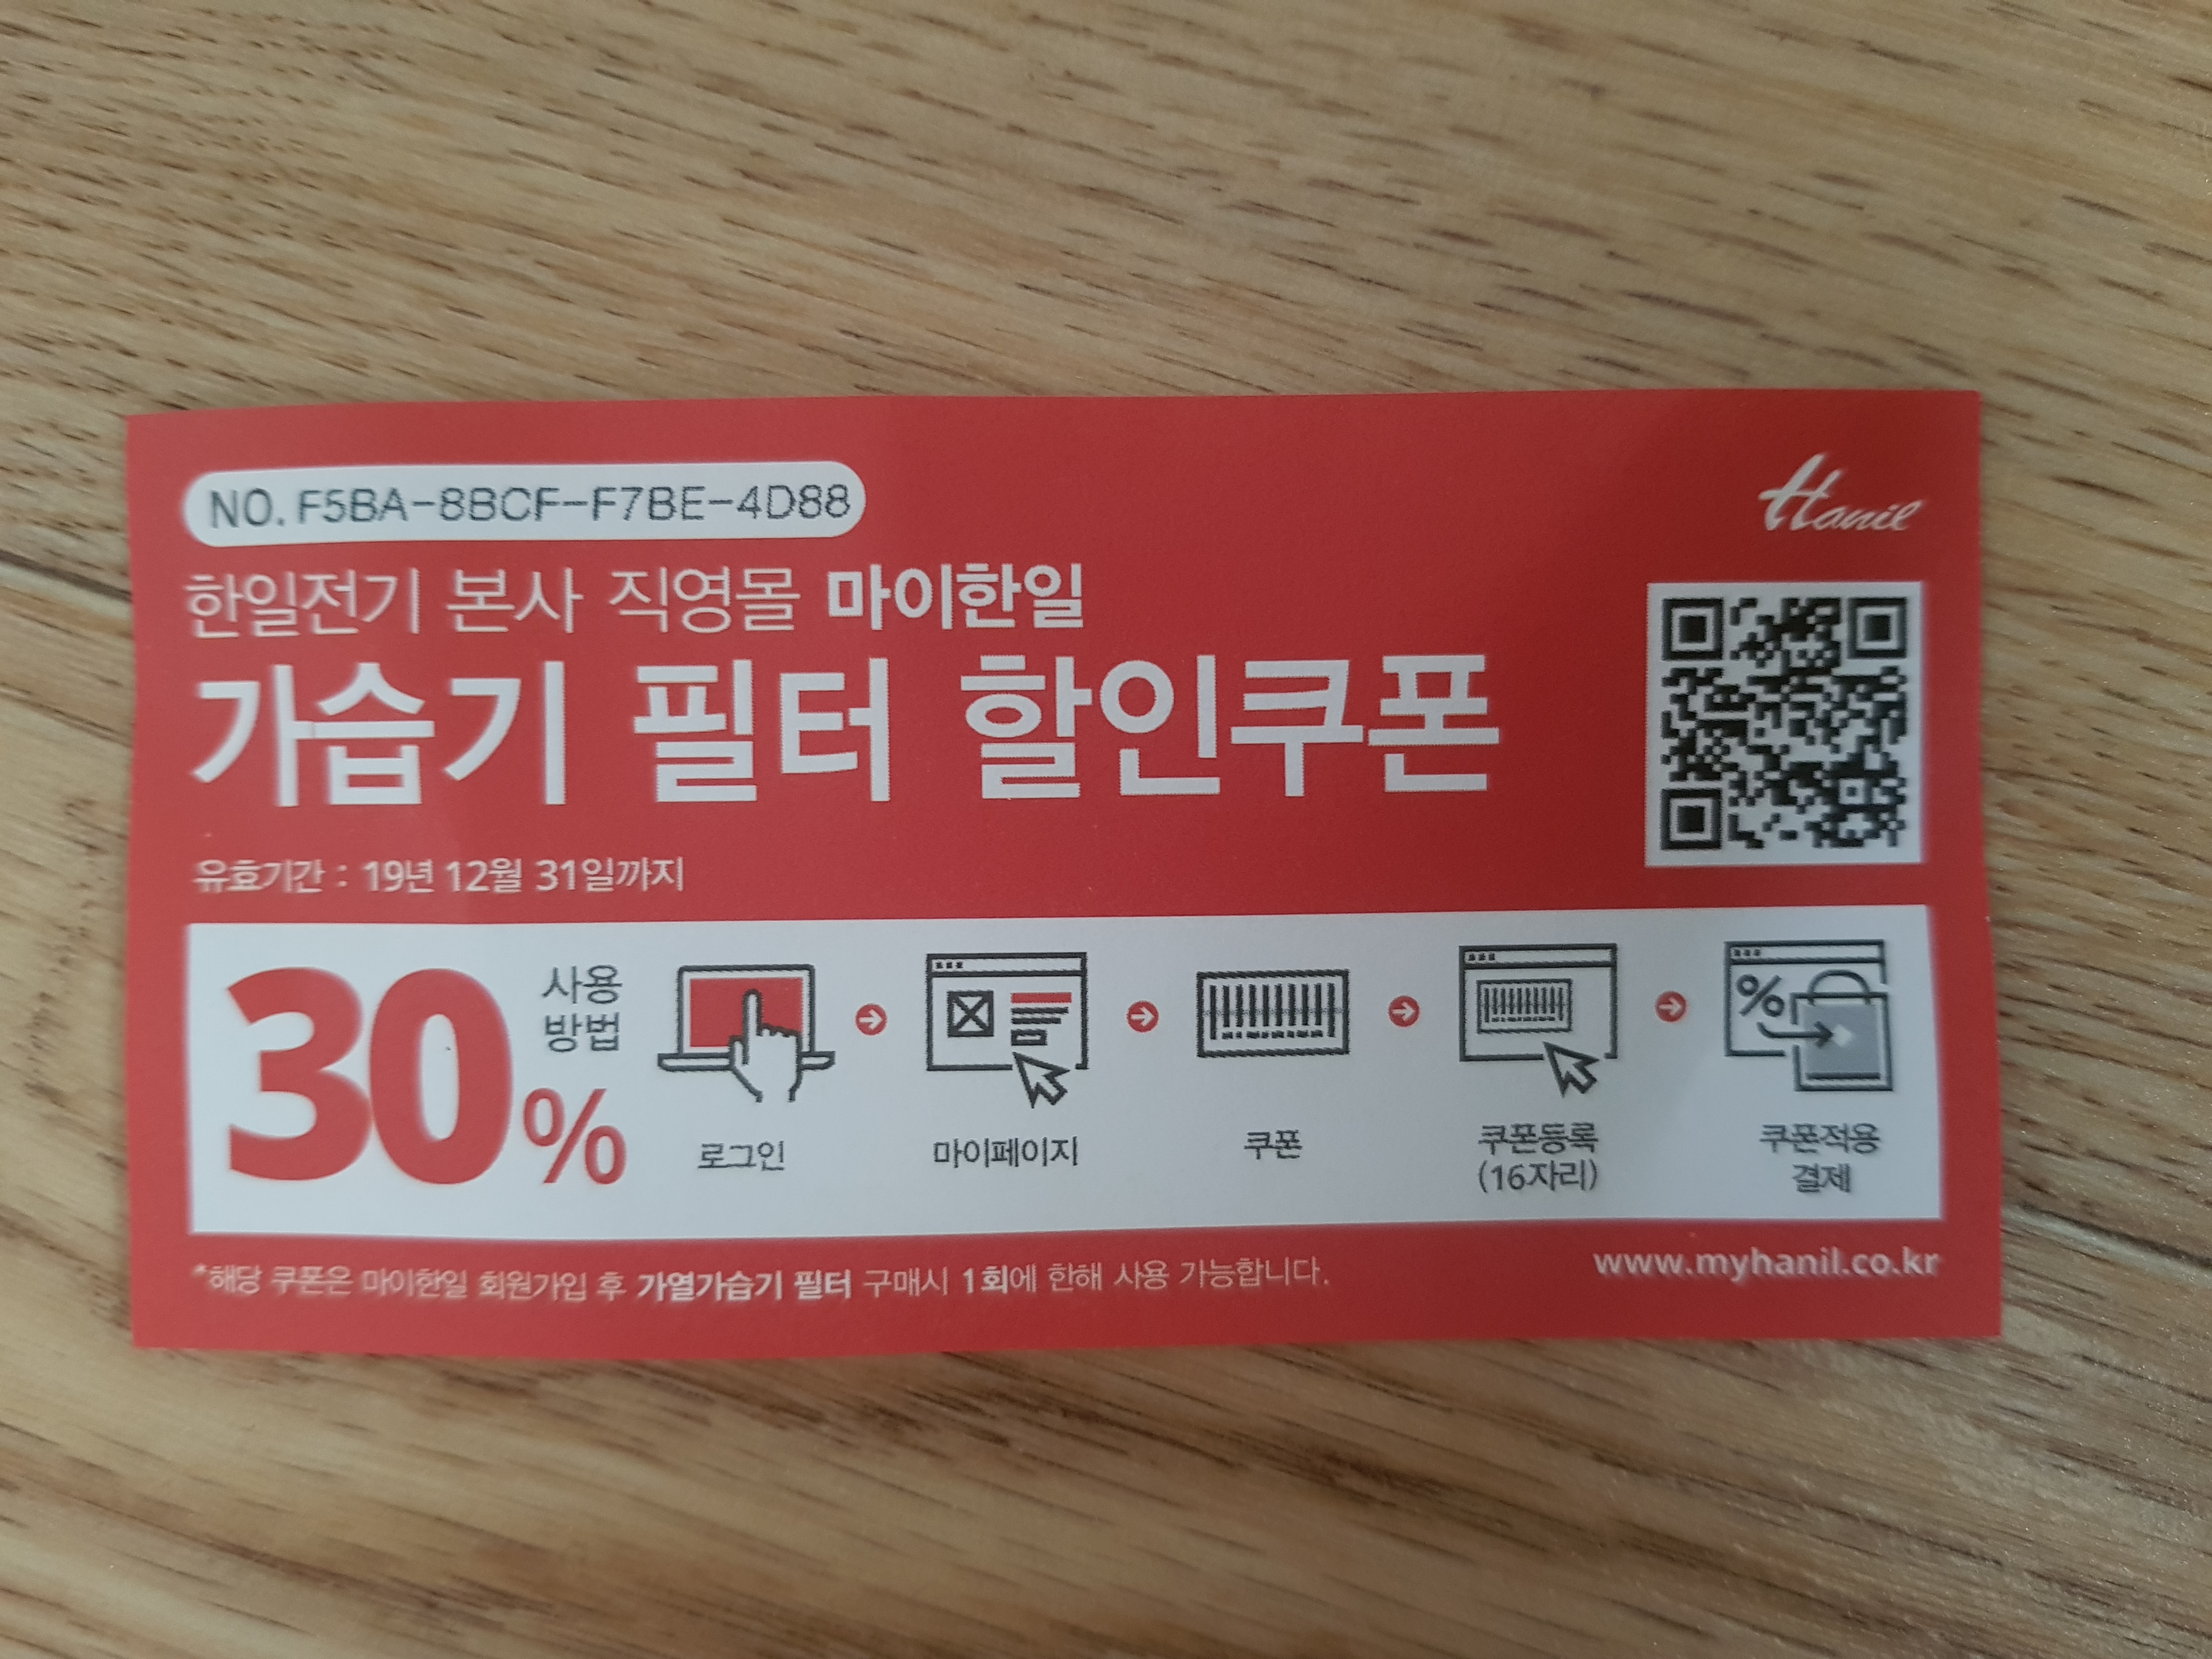 NO. F5BA-8BCF-F7BE-4D88
Hanil
한일전기 본사 직영몰 마이한일
가습기 필터 할인쿠폰
유효기간 : 19년 12월 31일까지
30%
사용
방법
로그인
마이페이지
쿠폰
쿠폰등록
(16자리)
쿠폰적용
결제
*해당 쿠폰은 마이한일 회원가입 후 가열가습기 필터 구매시 1회에 한해 사용 가능합니다.
www.myhanil.co.kr